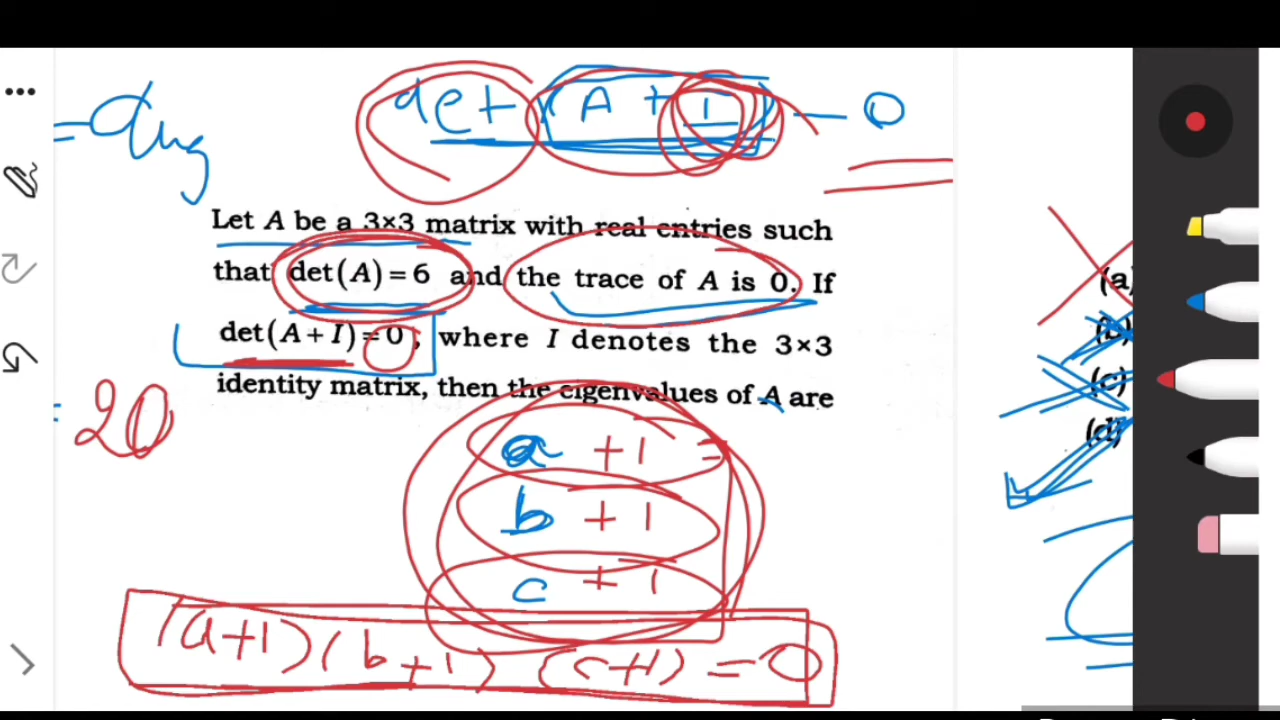 det (A + I) = 0
Let A be a 3×3 matrix with real entries such
that det(A) = 6 and the trace of A is 0. If
det(A + I) = 0, where I denotes the 3×3
identity matrix, then the eigenvalues of A are
(a)
(b)
(c)
(d)
= 20
a + 1
b + 1
c + 1
(a+1) (b+1) (c+1) = 0